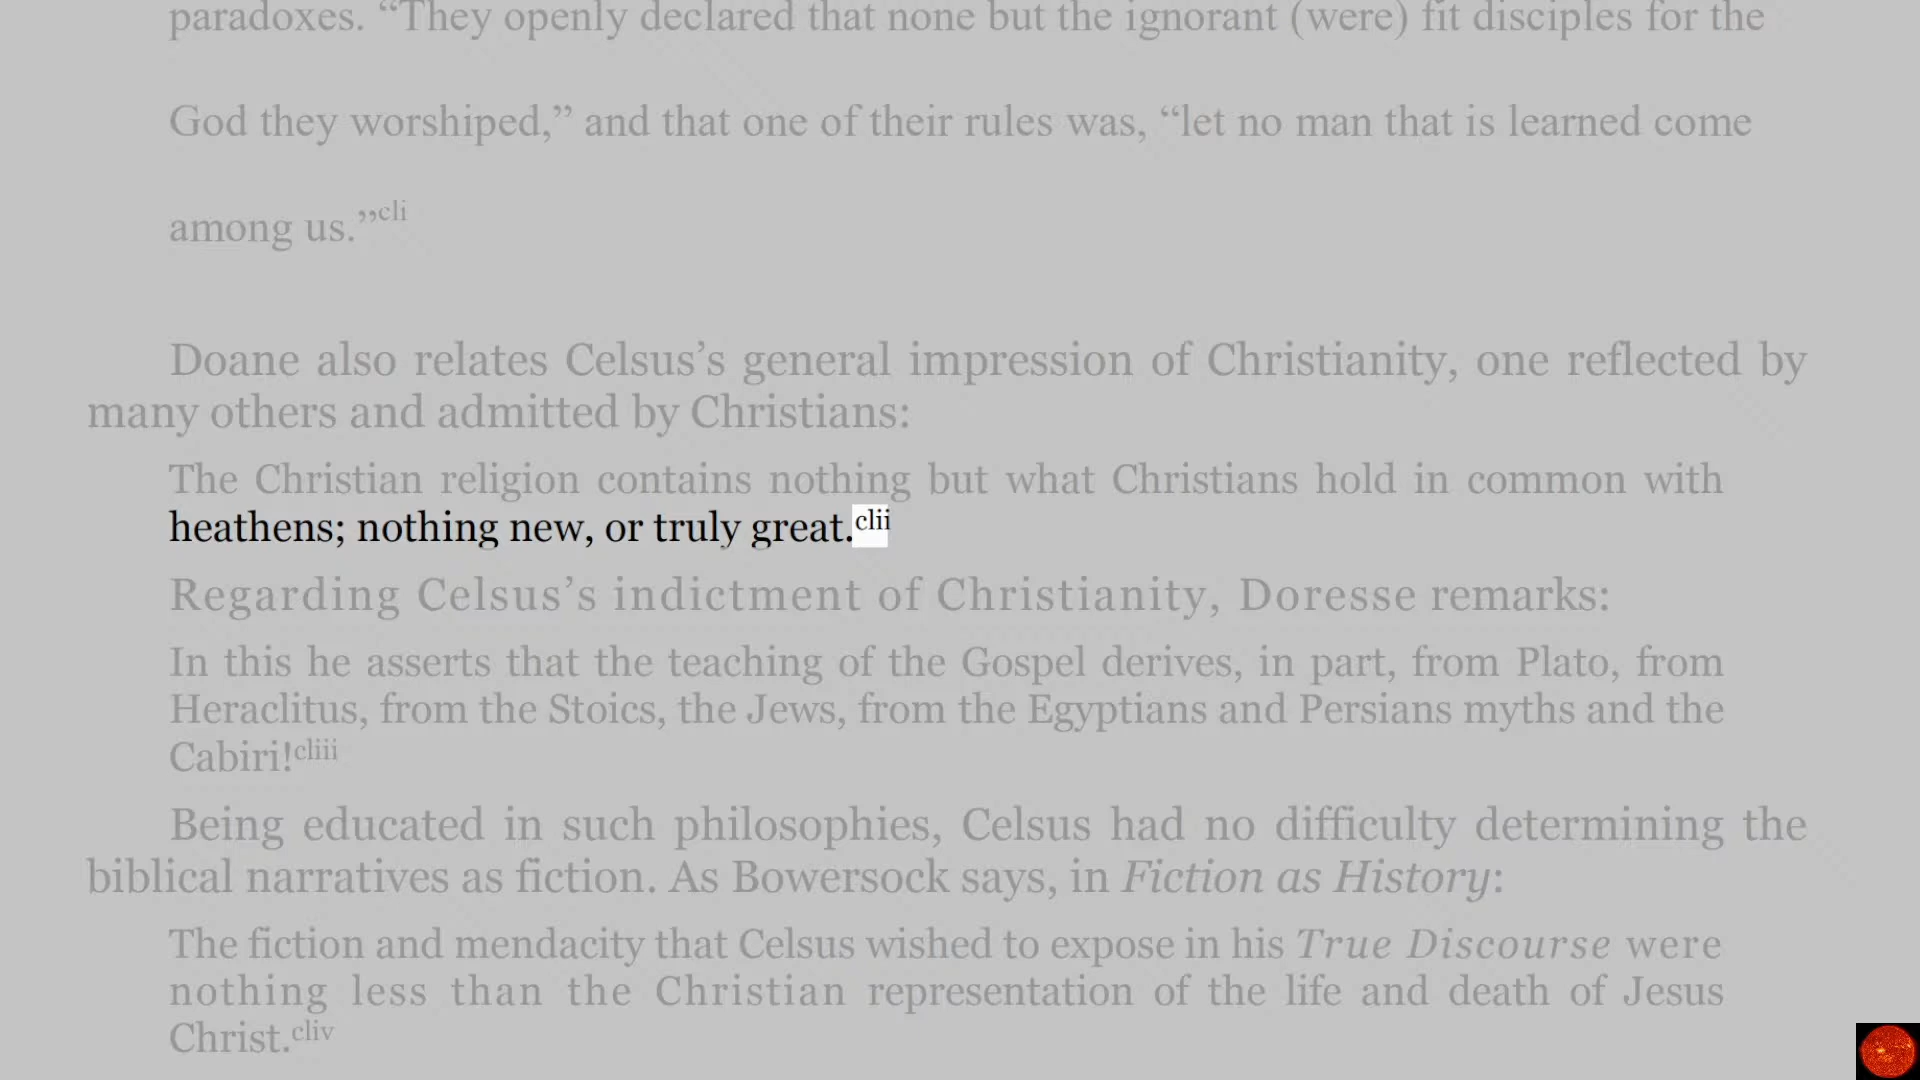 paradoxes. “They openly declared that none but the ignorant (were) fit disciples for the
God they worshiped,” and that one of their rules was, “let no man that is learned come
among us.”cli
Doane also relates Celsus’s general impression of Christianity, one reflected by
many others and admitted by Christians:
The Christian religion contains nothing but what Christians hold in common with
heathens; nothing new, or truly great.clii
Regarding Celsus’s indictment of Christianity, Doresse remarks:
In this he asserts that the teaching of the Gospel derives, in part, from Plato, from
Heraclitus, from the Stoics, the Jews, from the Egyptians and Persians myths and the
Cabiri!cliii
Being educated in such philosophies, Celsus had no difficulty determining the
biblical narratives as fiction. As Bowersock says, in Fiction as History:
The fiction and mendacity that Celsus wished to expose in his True Discourse were
nothing less than the Christian representation of the life and death of Jesus
Christ.cliv